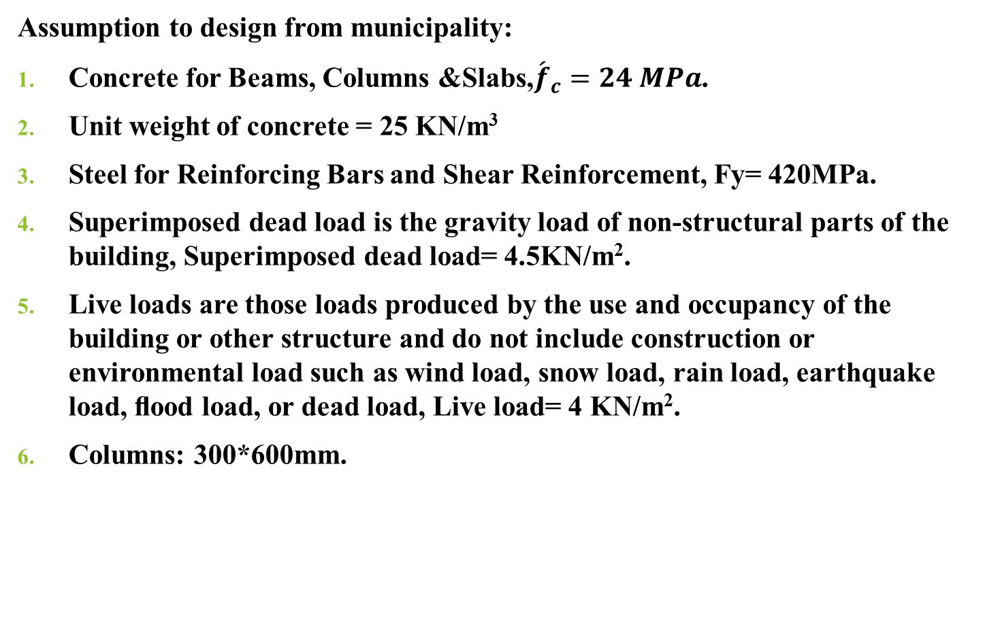 Assumption to design from municipality:
1. Concrete for Beams, Columns &Slabs,f́c = 24 MPa.
2. Unit weight of concrete = 25 KN/m³
3. Steel for Reinforcing Bars and Shear Reinforcement, Fy= 420MPa.
4. Superimposed dead load is the gravity load of non-structural parts of the
building, Superimposed dead load= 4.5KN/m².
5. Live loads are those loads produced by the use and occupancy of the
building or other structure and do not include construction or
environmental load such as wind load, snow load, rain load, earthquake
load, flood load, or dead load, Live load= 4 KN/m².
6. Columns: 300*600mm.